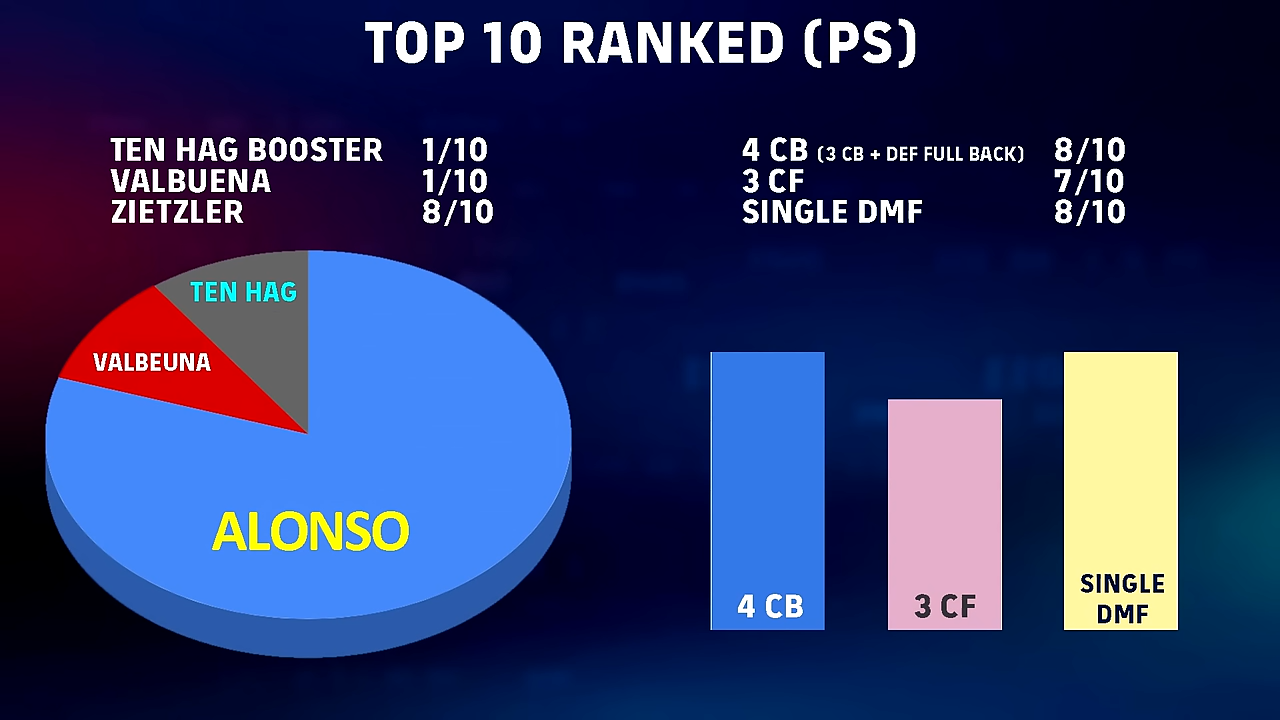 TOP 10 RANKED (PS)
TEN HAG BOOSTER 1/10
VALBUENA 1/10
ZIETZLER 8/10
4 CB (3 CB + DEF FULL BACK) 8/10
3 CF 7/10
SINGLE DMF 8/10
TEN HAG
VALBEUNA
ALONSO
4 CB
3 CF
SINGLE
DMF